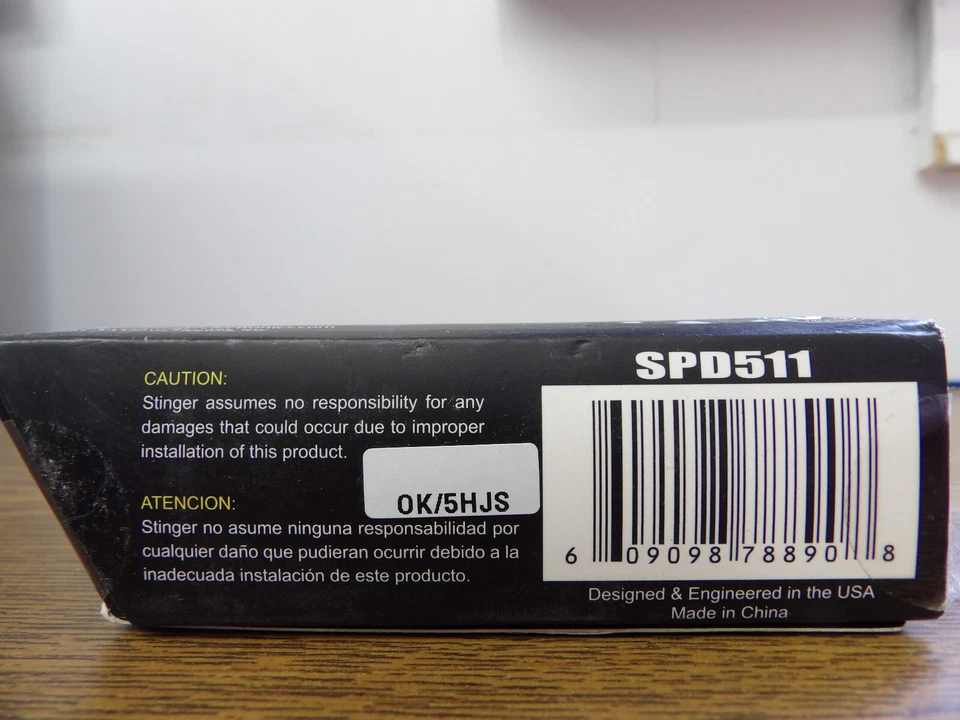 CAUTION:
Stinger assumes no responsibility for any
damages that could occur due to improper
installation of this product.
OK/5HJS
ATENCION:
Stinger no asume ninguna responsabilidad por
cualquier daño que pudieran ocurrir debido a la
inadecuada instalación de este producto.
SPD511
6 09098 78890 8
Designed & Engineered in the USA
Made in China